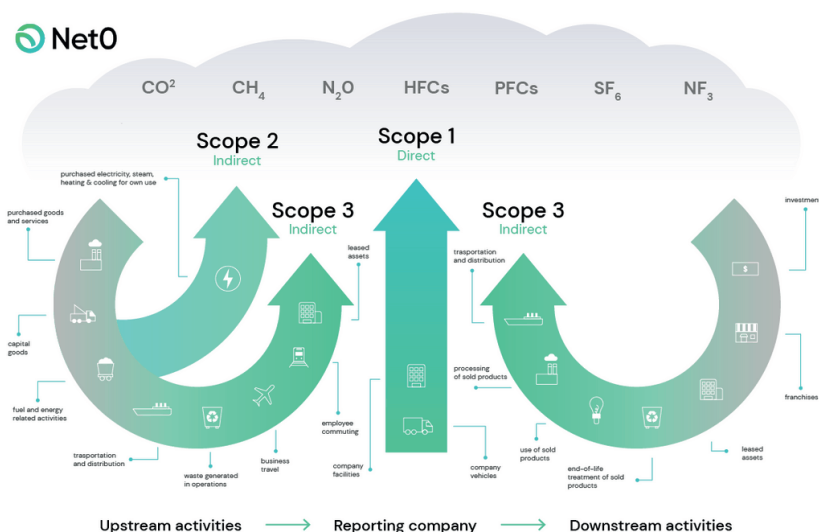 Net0
CO²
CH₄
N₂O
HFCs
PFCs
SF₆
NF₃
Scope 2
Indirect
Scope 1
Direct
purchased electricity, steam,
heating & cooling for own use
Scope 3
Indirect
Scope 3
Indirect
purchased goods
and services
capital
goods
fuel and energy
related activities
trasportation
and distribution
waste generated
in operations
business
travel
employee
commuting
leased
assets
company
facilities
company
vehicles
trasportation
and distribution
processing
of sold products
use of sold
products
end-of-life
treatment of sold
products
leased
assets
franchises
investmen
$
Upstream activities
Reporting company
Downstream activities